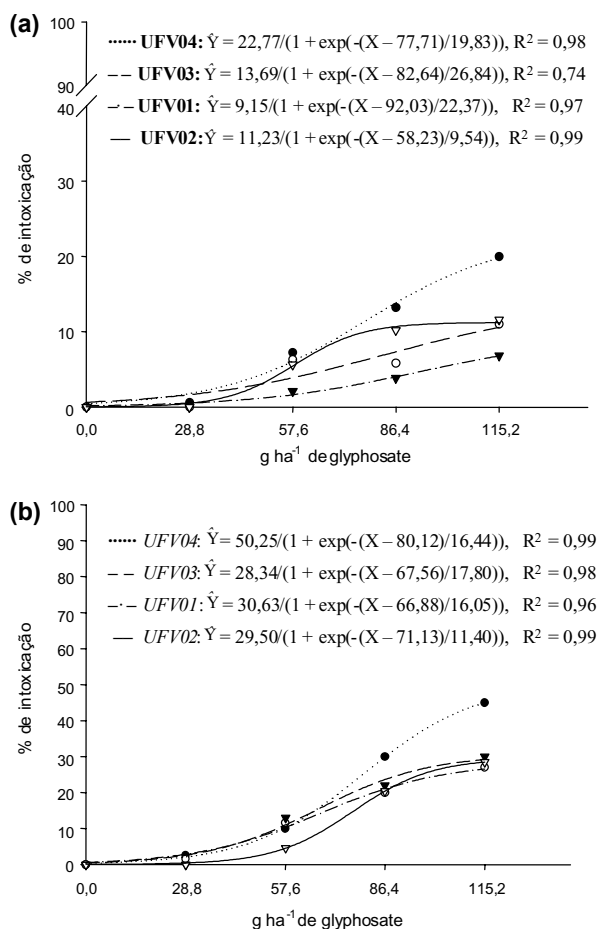 (a)
100
90
40
30
20
10
0
% de intoxicação
UFV04: Ŷ = 22,77/(1 + exp(-(X – 77,71)/19,83)), R² = 0,98
UFV03: Ŷ = 13,69/(1 + exp(-(X – 82,64)/26,84)), R² = 0,74
UFV01: Ŷ = 9,15/(1 + exp(-(X – 92,03)/22,37)), R² = 0,97
UFV02: Ŷ = 11,23/(1 + exp(-(X – 58,23)/9,54)), R² = 0,99
0,0 28,8 57,6 86,4 115,2
g ha⁻¹ de glyphosate
(b)
100
90
80
70
60
50
40
30
20
10
0
% de intoxicação
UFV04: Ŷ = 50,25/(1 + exp(-(X – 80,12)/16,44)), R² = 0,99
UFV03: Ŷ = 28,34/(1 + exp(-(X – 67,56)/17,80)), R² = 0,98
UFV01: Ŷ = 30,63/(1 + exp(-(X – 66,88)/16,05)), R² = 0,96
UFV02: Ŷ = 29,50/(1 + exp(-(X – 71,13)/11,40)), R² = 0,99
0,0 28,8 57,6 86,4 115,2
g ha⁻¹ de glyphosate